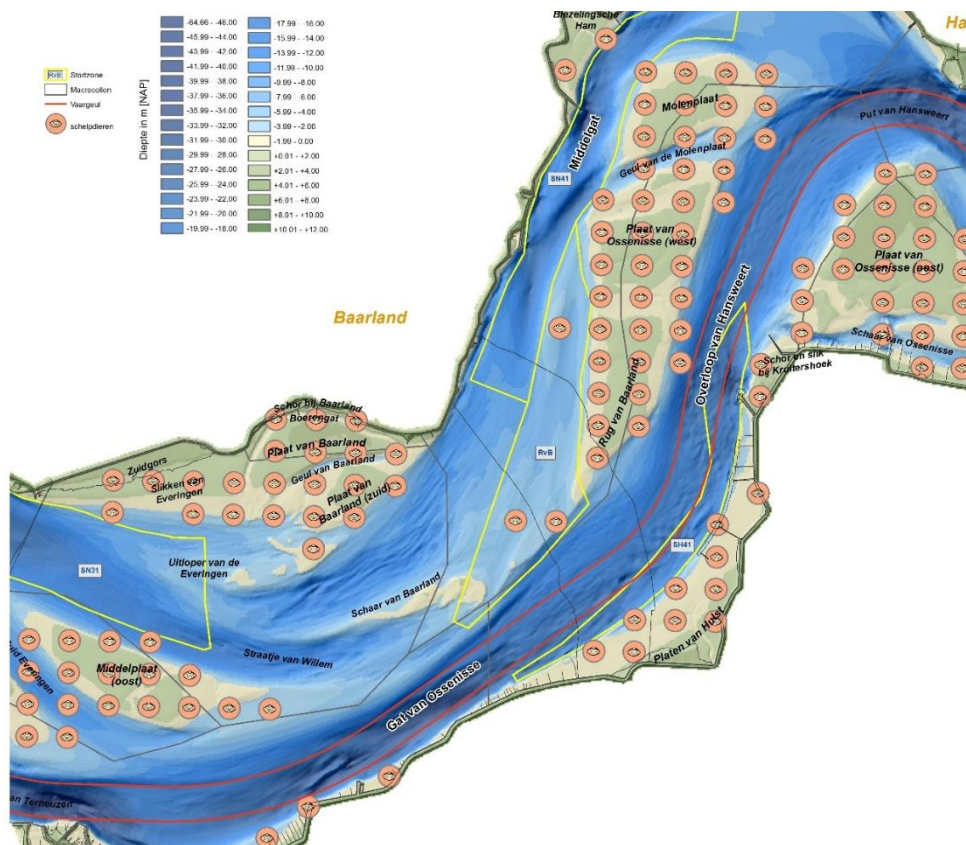 RvB Stortzone
Macrocellen
Vaargeul
schelpdieren
Diepte in m [NAP]
-64.66 - -46.00
-45.99 - -44.00
-43.99 - -42.00
-41.99 - -40.00
-39.99 - -38.00
-37.99 - -36.00
-35.99 - -34.00
-33.99 - -32.00
-31.99 - -30.00
29.99 - -28.00
-27.99 - -26.00
-25.99 - -24.00
-23.99 - -22.00
-21.99 - -20.00
-19.99 - -18.00
-17.99 - -16.00
-15.99 - -14.00
-13.99 - -12.00
-11.99 - -10.00
-9.99 - -8.00
7.99 - 6.00
-5.99 - -4.00
-3.99 - -2.00
-1.99 - 0.00
+0.01 - +2.00
+2.01 - +4.00
+4.01 - +6.00
+6.01 - +8.00
+8.01 - +10.00
+10.01 - +12.00
Biezelingsche
Ham
Ha
Molenplaat
Put van Hansweert
Middelgat
Geul van de Molenplaat
SN41
Plaat van
Ossenisse (west)
Plaat van
Ossenisse (oost)
Baarland
Overloop van Hansweert
Schaar van Ossenisse
Schor en slik
bij Kruitershoek
Schor bij Baarland
Boerengat
Rug van Baarland
Plaat van Baarland
Zuidgors
Geul van Baarland
RvB
Slikken van
Everingen
Plaat van
Baarland (zuid)
SH41
Uitloper van de
Everingen
SN31
Schaar van Baarland
Platen van Hulst
Straatje van Willem
uid Everingen
Middelplaat
(oost)
Gat van Ossenisse
an Terneuzen